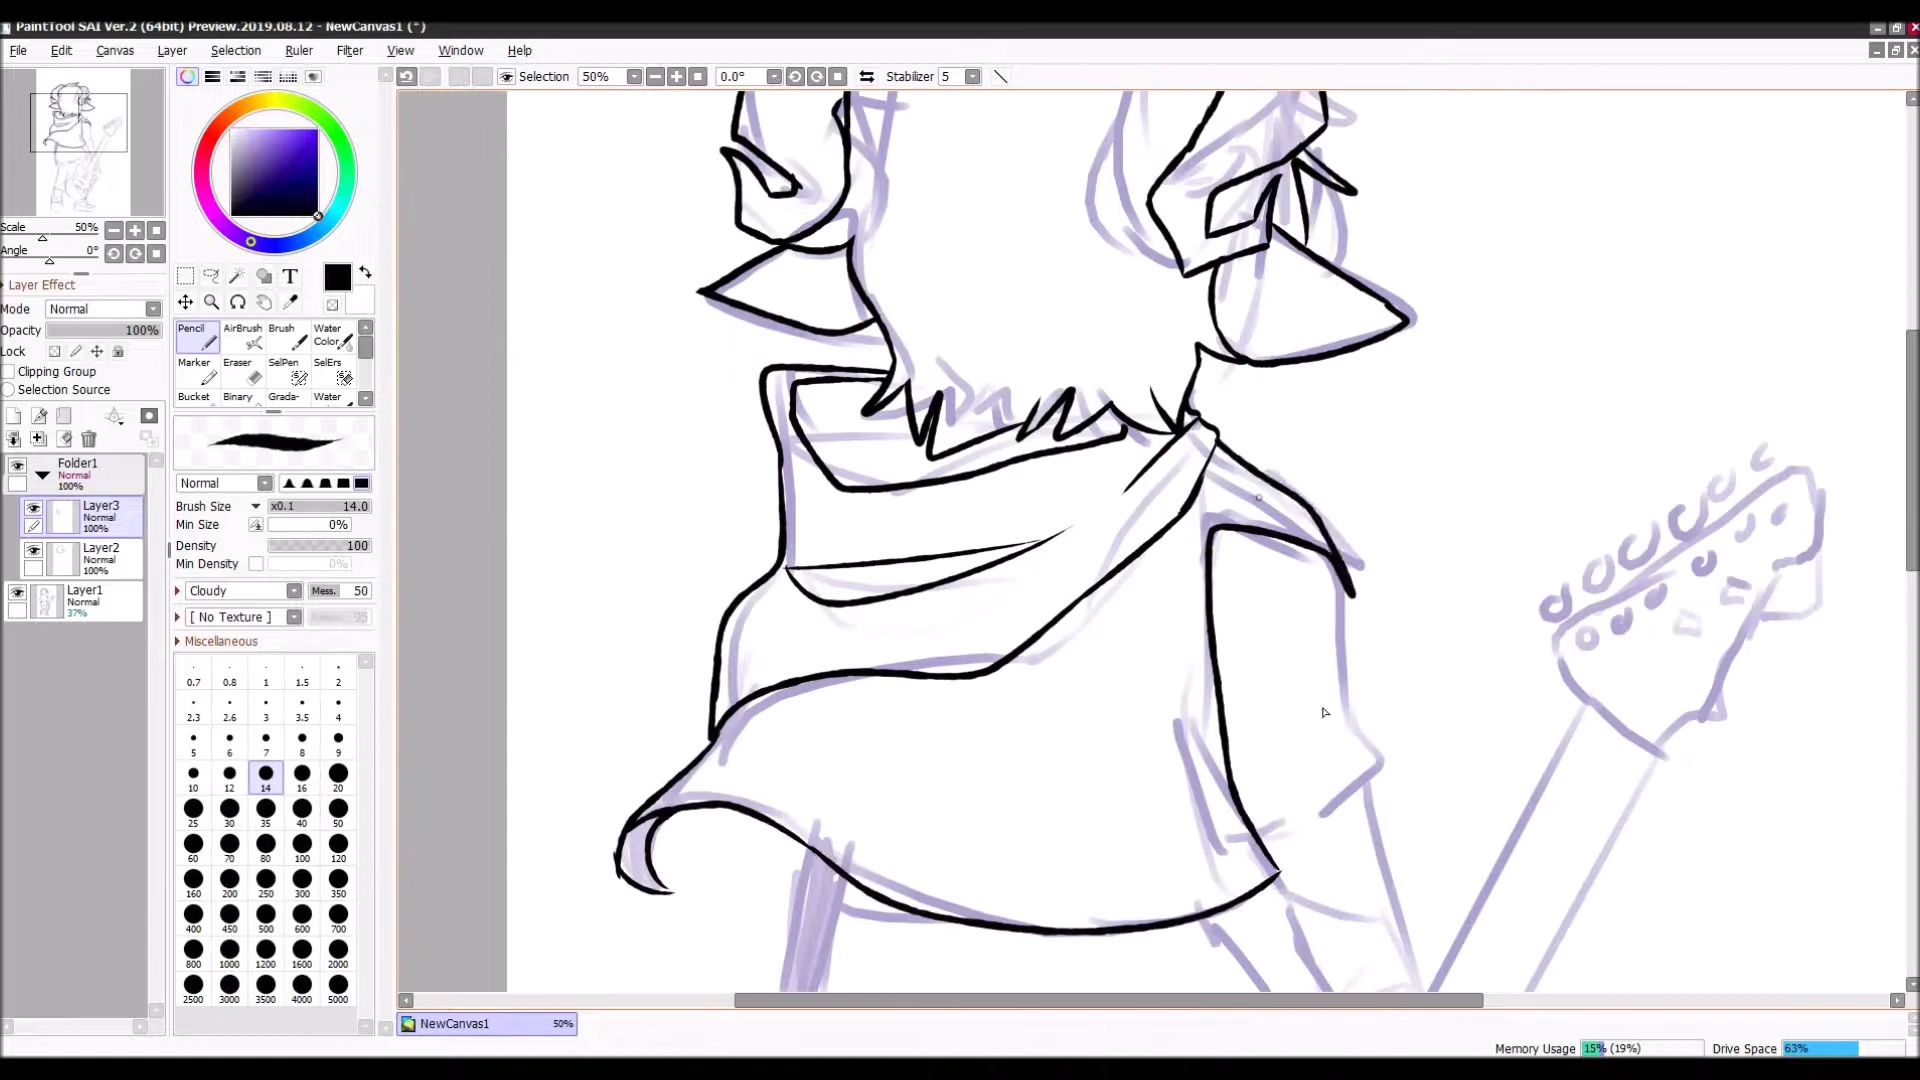 PaintTool SAI Ver.2 (64bit) Preview.2019.08.12 - NewCanvas1 (*)
File Edit Canvas Layer Selection Ruler Filter View Window Help
Selection 50% 0.0° Stabilizer 5
Scale 50%
Angle 0°
Layer Effect
Mode Normal
Opacity 100%
Lock
Clipping Group
Selection Source
Folder1
Normal
100%
Layer3
Normal
100%
Layer2
Normal
100%
Layer1
Normal
37%
T
Pencil AirBrush Brush Water Color
Marker Eraser SelPen SelErs
Bucket Binary Grada- Water
Normal
Brush Size x0.1 14.0
Min Size 0%
Density 100
Min Density 0%
Cloudy Mess. 50
[ No Texture ] 95
Miscellaneous
0.7 0.8 1 1.5 2
2.3 2.6 3 3.5 4
5 6 7 8 9
10 12 14 16 20
25 30 35 40 50
60 70 80 100 120
160 200 250 300 350
400 450 500 600 700
800 1000 1200 1600 2000
2500 3000 3500 4000 5000
NewCanvas1 50%
Memory Usage 15% (19%) Drive Space 63%